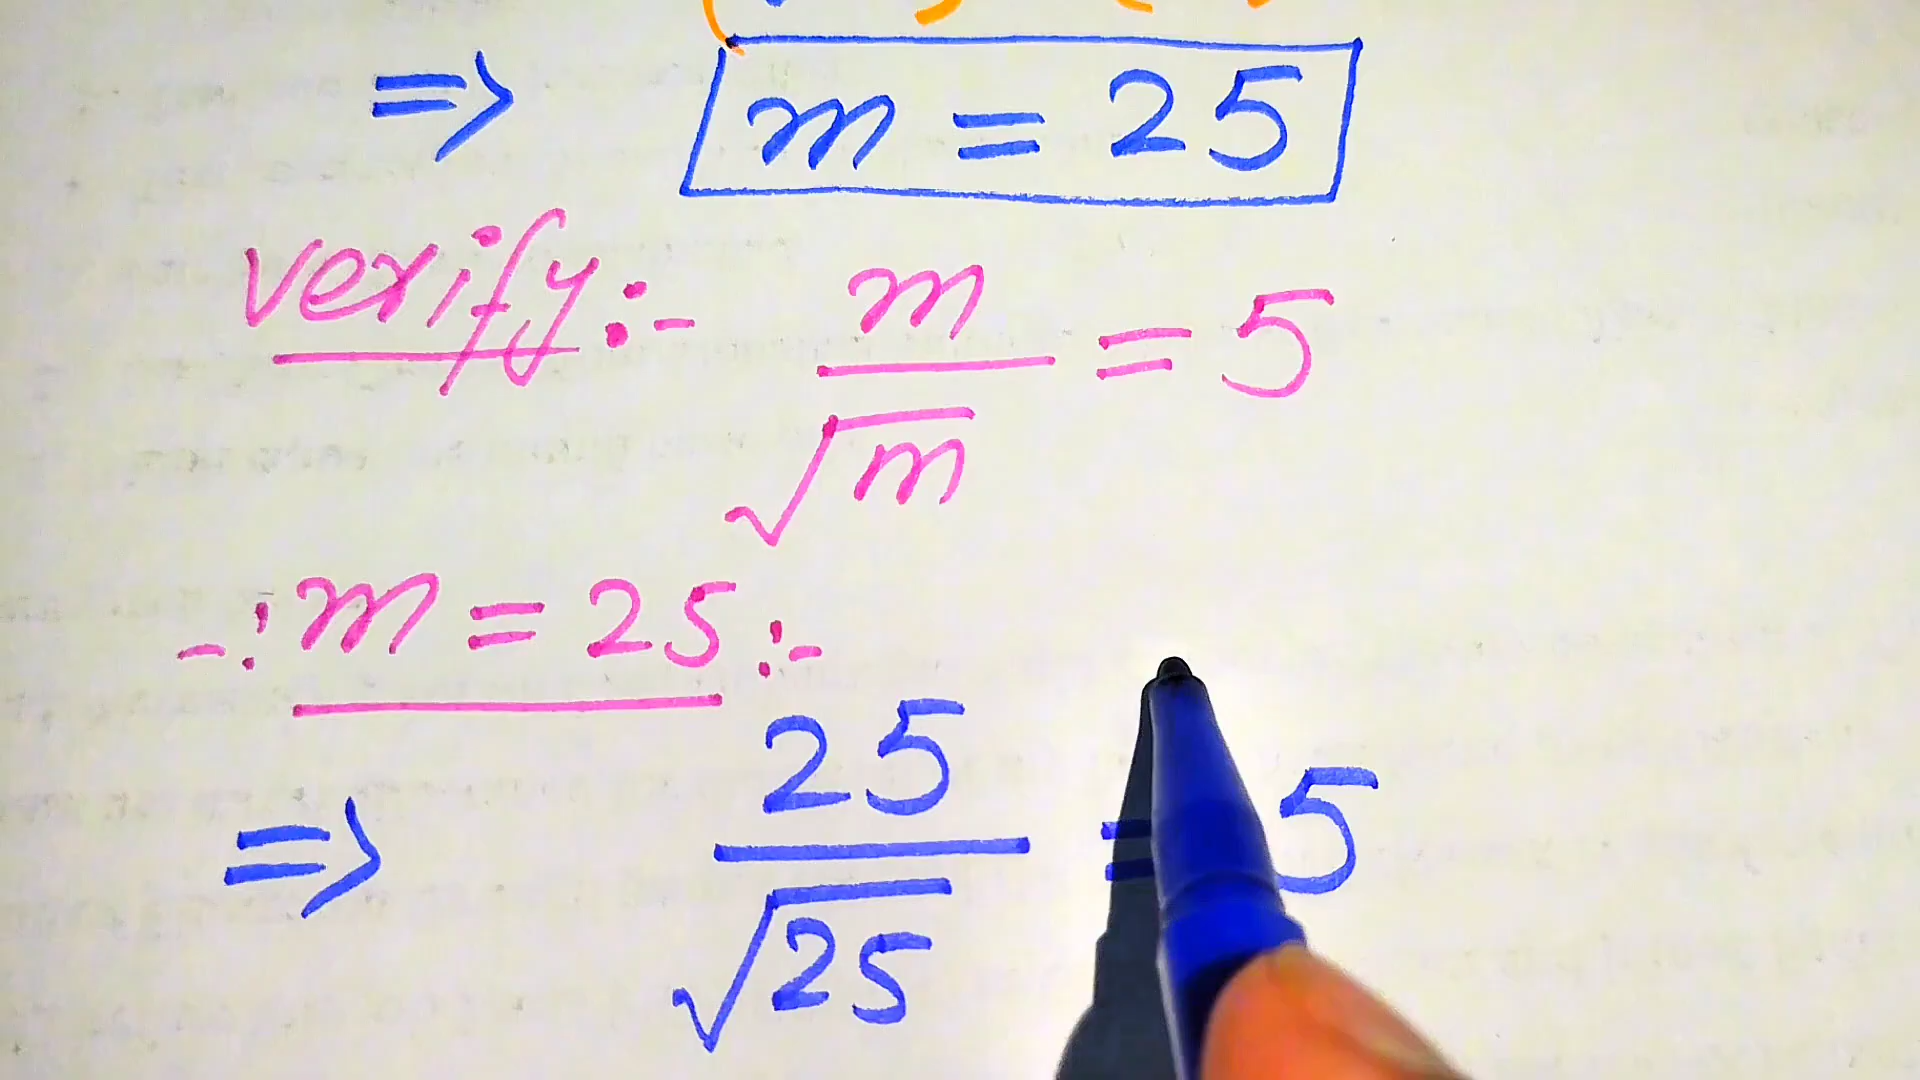 => m = 25
verify :- m/√m = 5
-: m = 25 :-
=> 25/√25 = 5